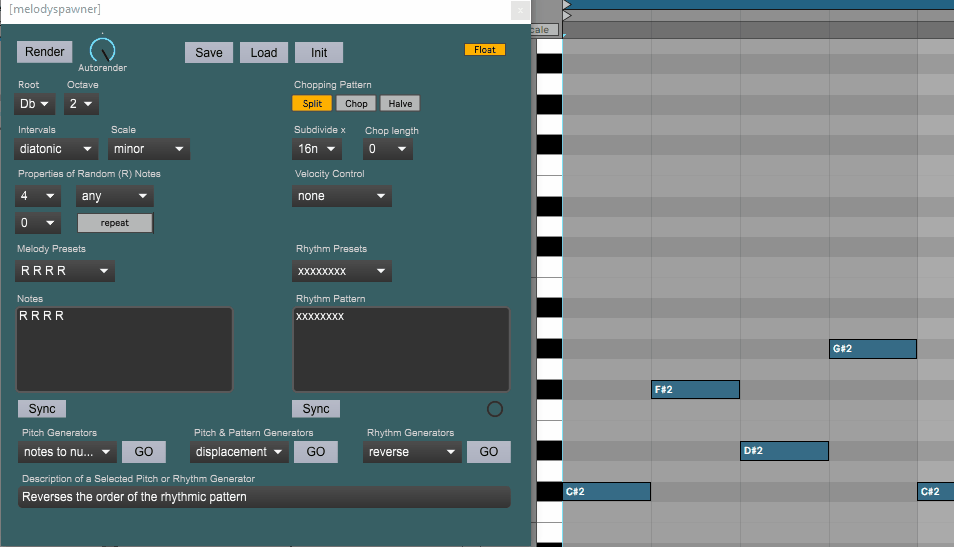 [melodyspawner]
x
Render
Autorender
Save
Load
Init
Float
cale
Root
Octave
Db
2
Chopping Pattern
Split
Chop
Halve
Intervals
Scale
diatonic
minor
Subdivide x
Chop length
16n
0
Properties of Random (R) Notes
4
any
0
repeat
Velocity Control
none
Melody Presets
R R R R
Rhythm Presets
xxxxxxxx
Notes
R R R R
Rhythm Pattern
xxxxxxxx
Sync
Sync
Pitch Generators
notes to nu...
GO
Pitch & Pattern Generators
displacement
GO
Rhythm Generators
reverse
GO
Description of a Selected Pitch or Rhythm Generator
Reverses the order of the rhythmic pattern
G#2
F#2
D#2
C#2
C#2